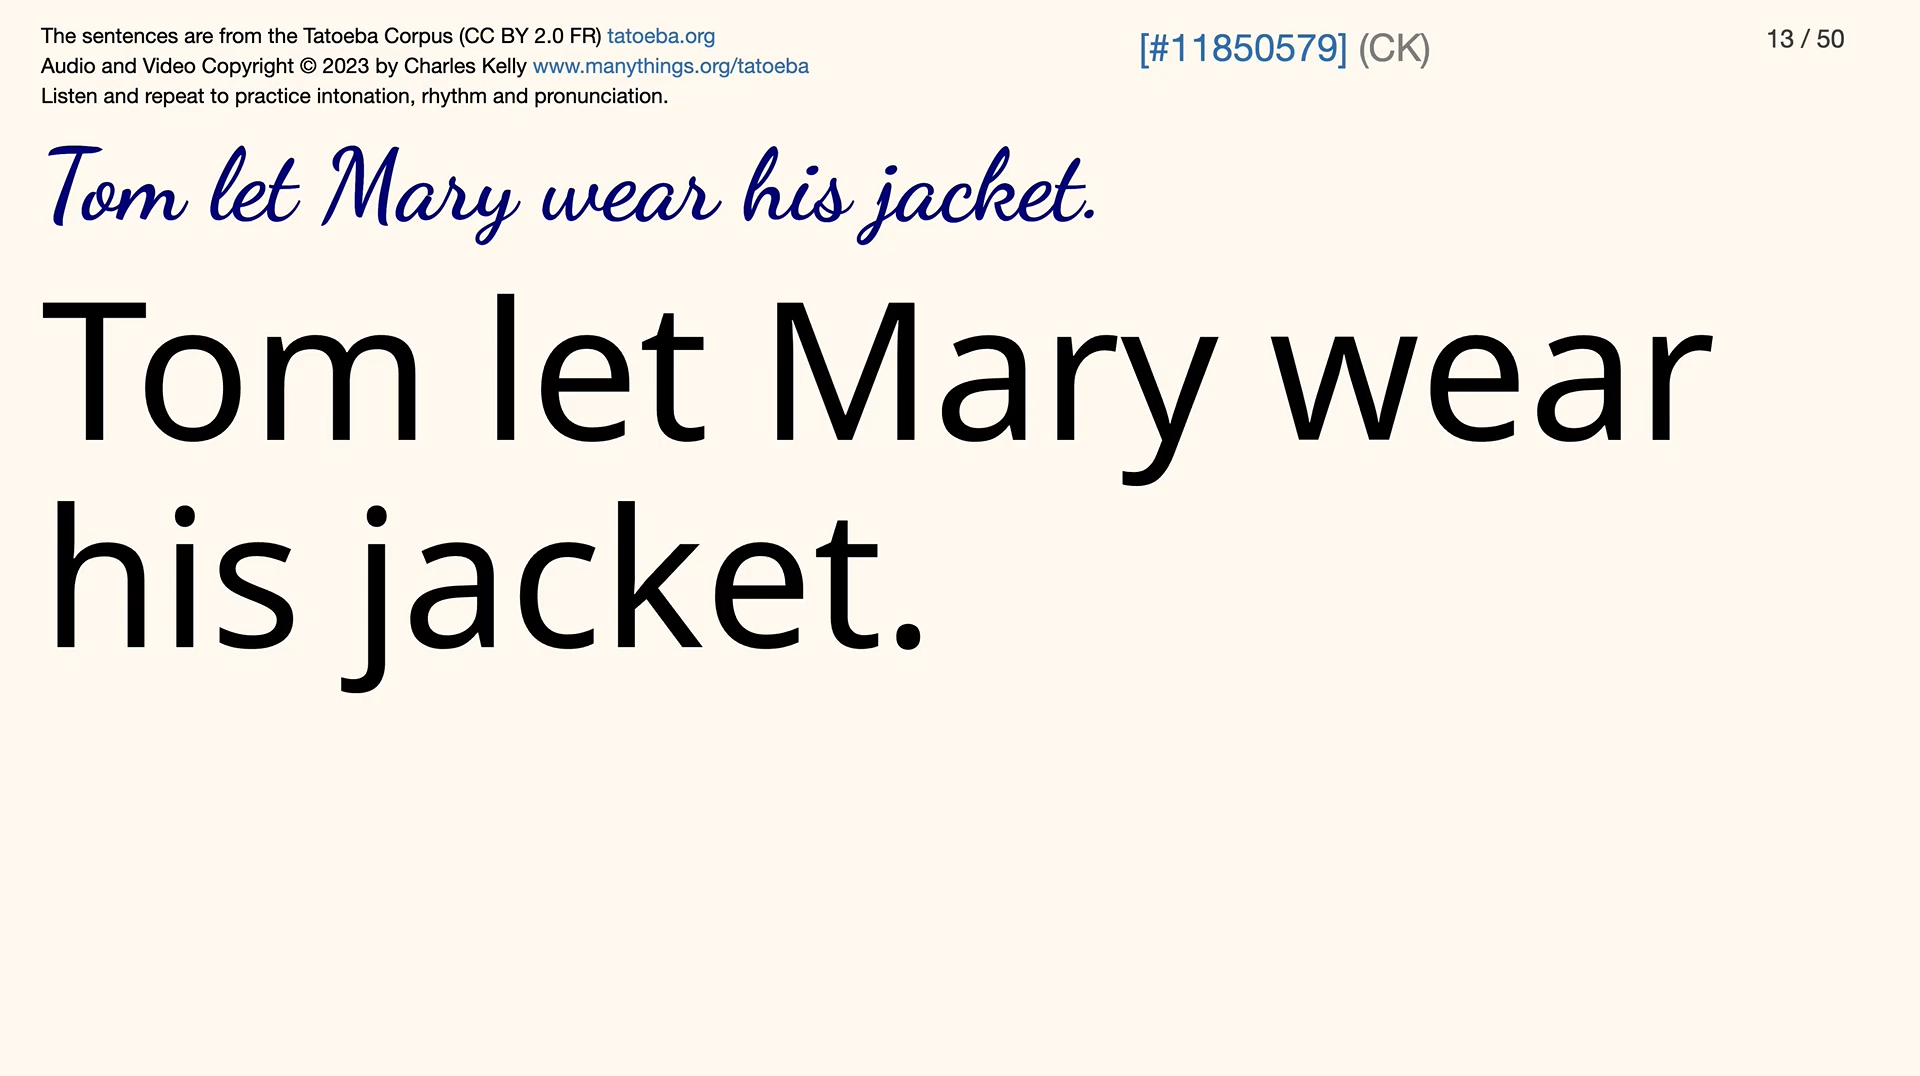 The sentences are from the Tatoeba Corpus (CC BY 2.0 FR) tatoeba.org
Audio and Video Copyright © 2023 by Charles Kelly www.manythings.org/tatoeba
Listen and repeat to practice intonation, rhythm and pronunciation.
[#11850579] (CK)
13 / 50
Tom let Mary wear his jacket.
Tom let Mary wear
his jacket.